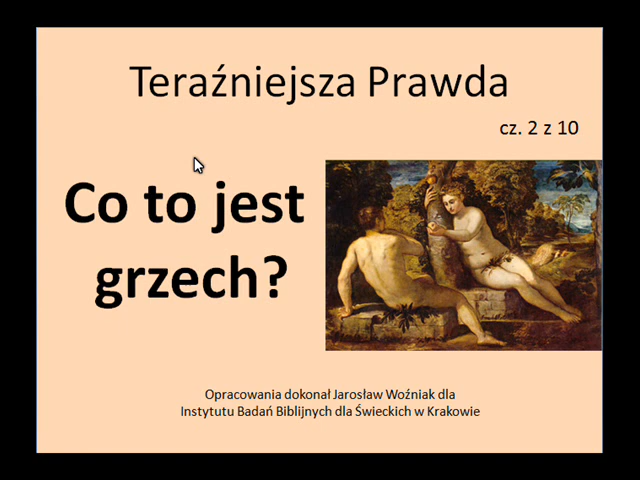 Teraźniejsza Prawda
cz. 2 z 10
Co to jest
grzech?
Opracowania dokonał Jarosław Woźniak dla
Instytutu Badań Biblijnych dla Świeckich w Krakowie